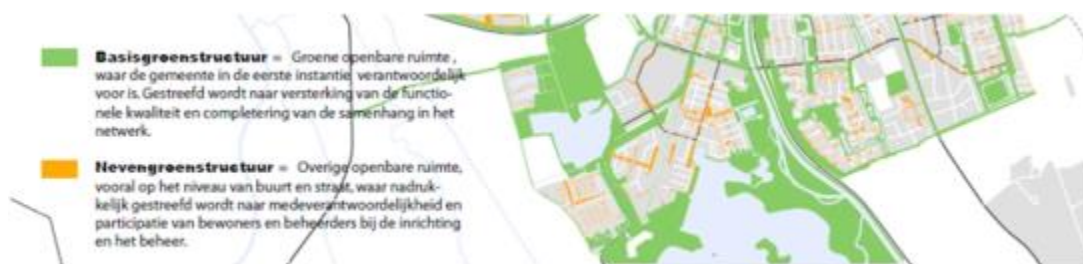 Basisgroenstructuur = Groene openbare ruimte ,
waar de gemeente in de eerste instantie verantwoordelijk
voor is. Gestreefd wordt naar versterking van de functio-
nele kwaliteit en completering van de samenhang in het
netwerk.
Nevengroenstructuur = Overige openbare ruimte,
vooral op het niveau van buurt en straat, waar nadruk-
kelijk gestreefd wordt naar medeverantwoordelijkheid en
participatie van bewoners en beheerders bij de inrichting
en het beheer.